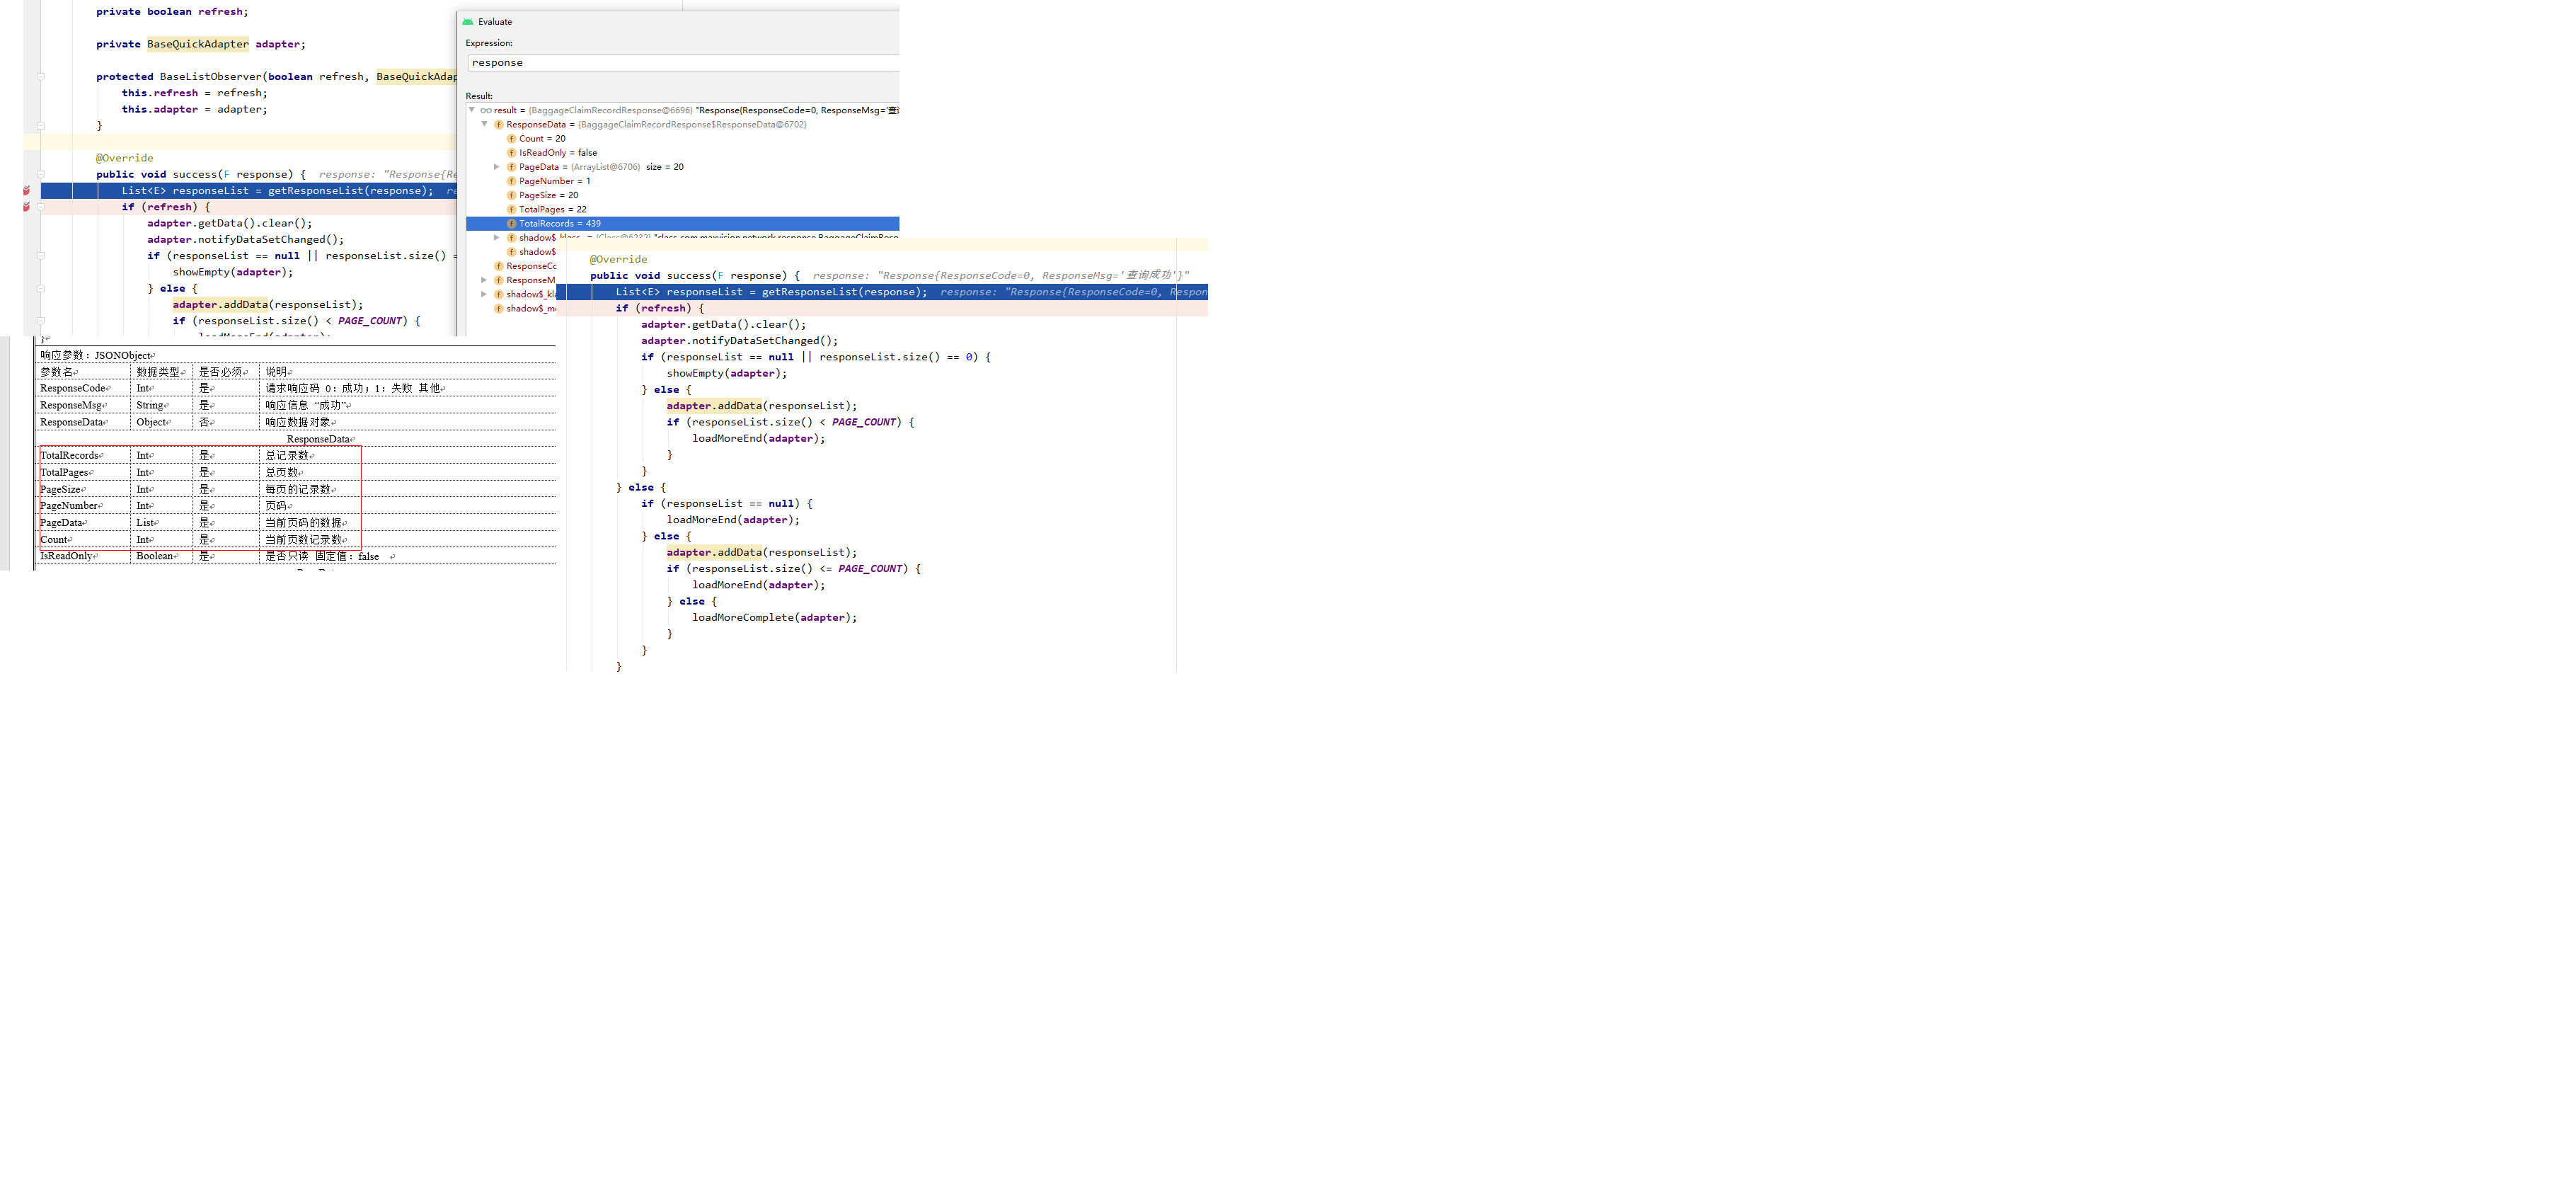 private boolean refresh;
private BaseQuickAdapter adapter;
protected BaseListObserver(boolean refresh, BaseQuickAdap
this.refresh = refresh;
this.adapter = adapter;
}
@Override
public void success(F response) {  response: "Response{Re
List<E> responseList = getResponseList(response);  re
if (refresh) {
adapter.getData().clear();
adapter.notifyDataSetChanged();
if (responseList == null || responseList.size() =
showEmpty(adapter);
} else {
adapter.addData(responseList);
if (responseList.size() < PAGE_COUNT) {
Evaluate
Expression:
response
Result:
result = {BaggageClaimRecordResponse@6696} "Response{ResponseCode=0, ResponseMsg='查询
ResponseData = {BaggageClaimRecordResponse$ResponseData@6702}
Count = 20
IsReadOnly = false
PageData = {ArrayList@6706}  size = 20
PageNumber = 1
PageSize = 20
TotalPages = 22
TotalRecords = 439
shadow$_klass_ = {Class@6232} "class com.maxvision.network.response.BaggageClaimReco
shadow$
ResponseCo
ResponseM
shadow$_kla
shadow$_mo
}
响应参数：JSONObject
参数名 数据类型 是否必须 说明
ResponseCode Int 是 请求响应码 0：成功；1：失败 其他
ResponseMsg String 是 响应信息 “成功”
ResponseData Object 否 响应数据对象
ResponseData
TotalRecords Int 是 总记录数
TotalPages Int 是 总页数
PageSize Int 是 每页的记录数
PageNumber Int 是 页码
PageData List 是 当前页码的数据
Count Int 是 当前页数记录数
IsReadOnly Boolean 是 是否只读 固定值：false
@Override
public void success(F response) {  response: "Response{ResponseCode=0, ResponseMsg='查询成功'}"
List<E> responseList = getResponseList(response);  response: "Response{ResponseCode=0, Respon
if (refresh) {
adapter.getData().clear();
adapter.notifyDataSetChanged();
if (responseList == null || responseList.size() == 0) {
showEmpty(adapter);
} else {
adapter.addData(responseList);
if (responseList.size() < PAGE_COUNT) {
loadMoreEnd(adapter);
}
}
} else {
if (responseList == null) {
loadMoreEnd(adapter);
} else {
adapter.addData(responseList);
if (responseList.size() <= PAGE_COUNT) {
loadMoreEnd(adapter);
} else {
loadMoreComplete(adapter);
}
}
}